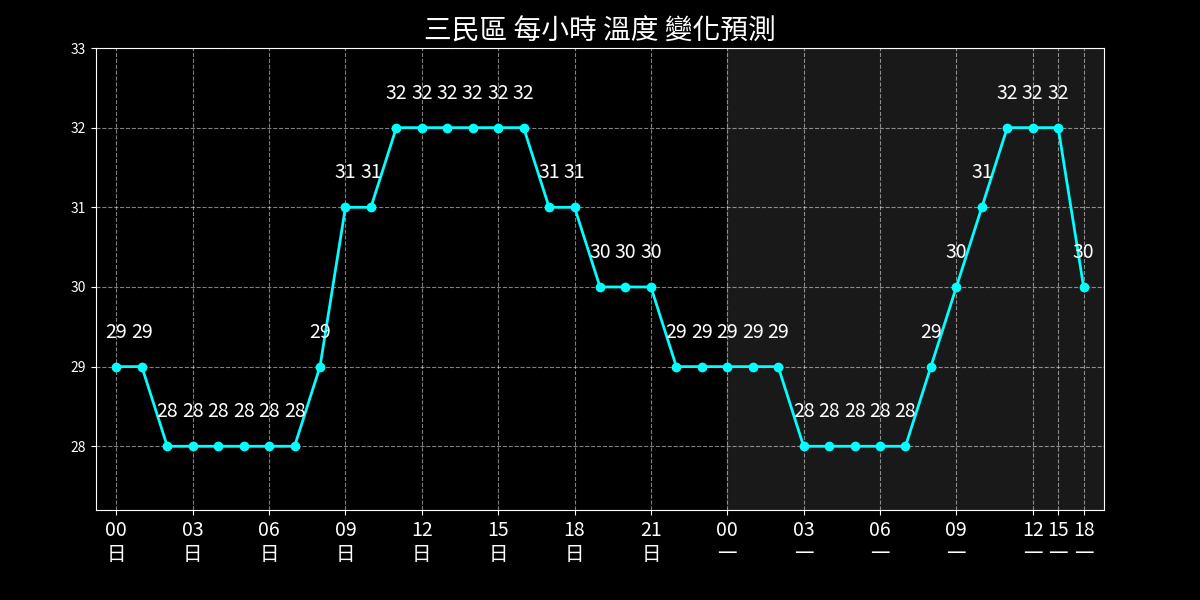 三民區 每小時 溫度 變化預測
33
32
31
30
29
28
32 32 32 32 32 32 32 32 32
31 31 31 31 31
30 30 30 30 30
29 29 29 29 29 29 29 29 29
28 28 28 28 28 28 28 28 28 28 28
00 03 06 09 12 15 18 21 00 03 06 09 12 15 18
日 日 日 日 日 日 日 日 一 一 一 一 一 一 一